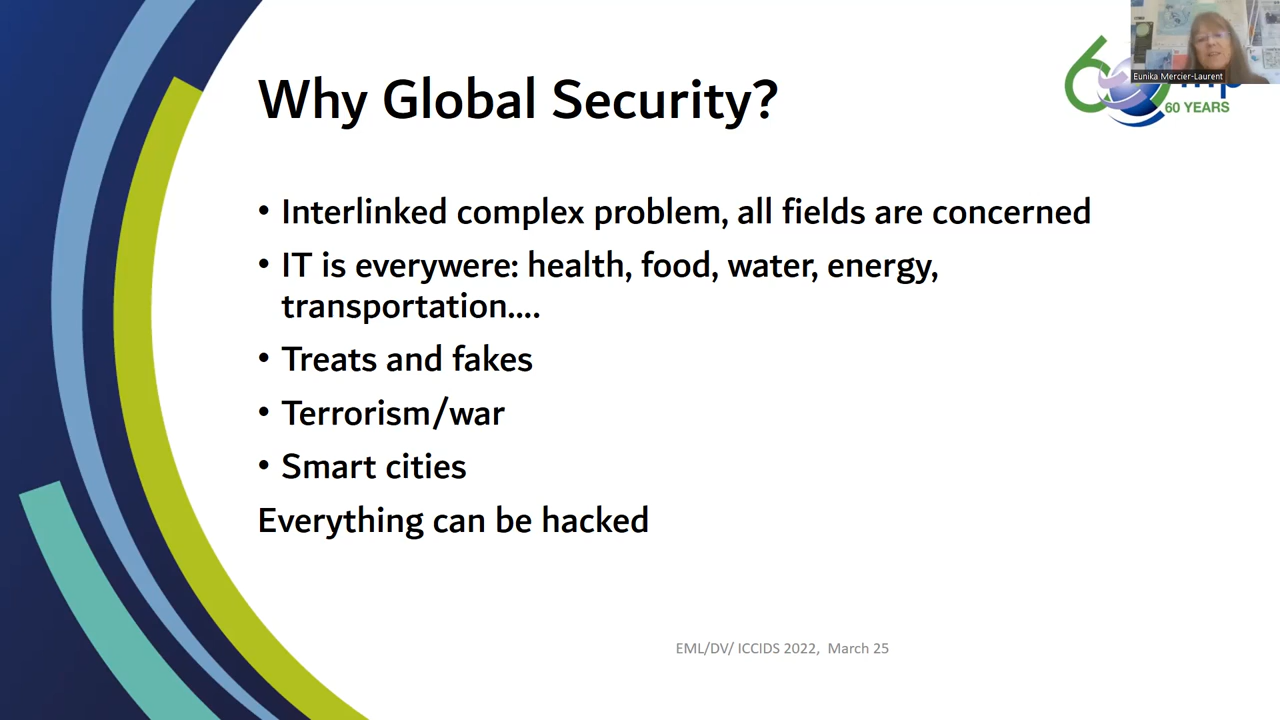 Why Global Security?
Eunika Mercier-Laurent
60 YEARS
• Interlinked complex problem, all fields are concerned
• IT is everywere: health, food, water, energy,
transportation....
• Treats and fakes
• Terrorism/war
• Smart cities
Everything can be hacked
EML/DV/ ICCIDS 2022, March 25